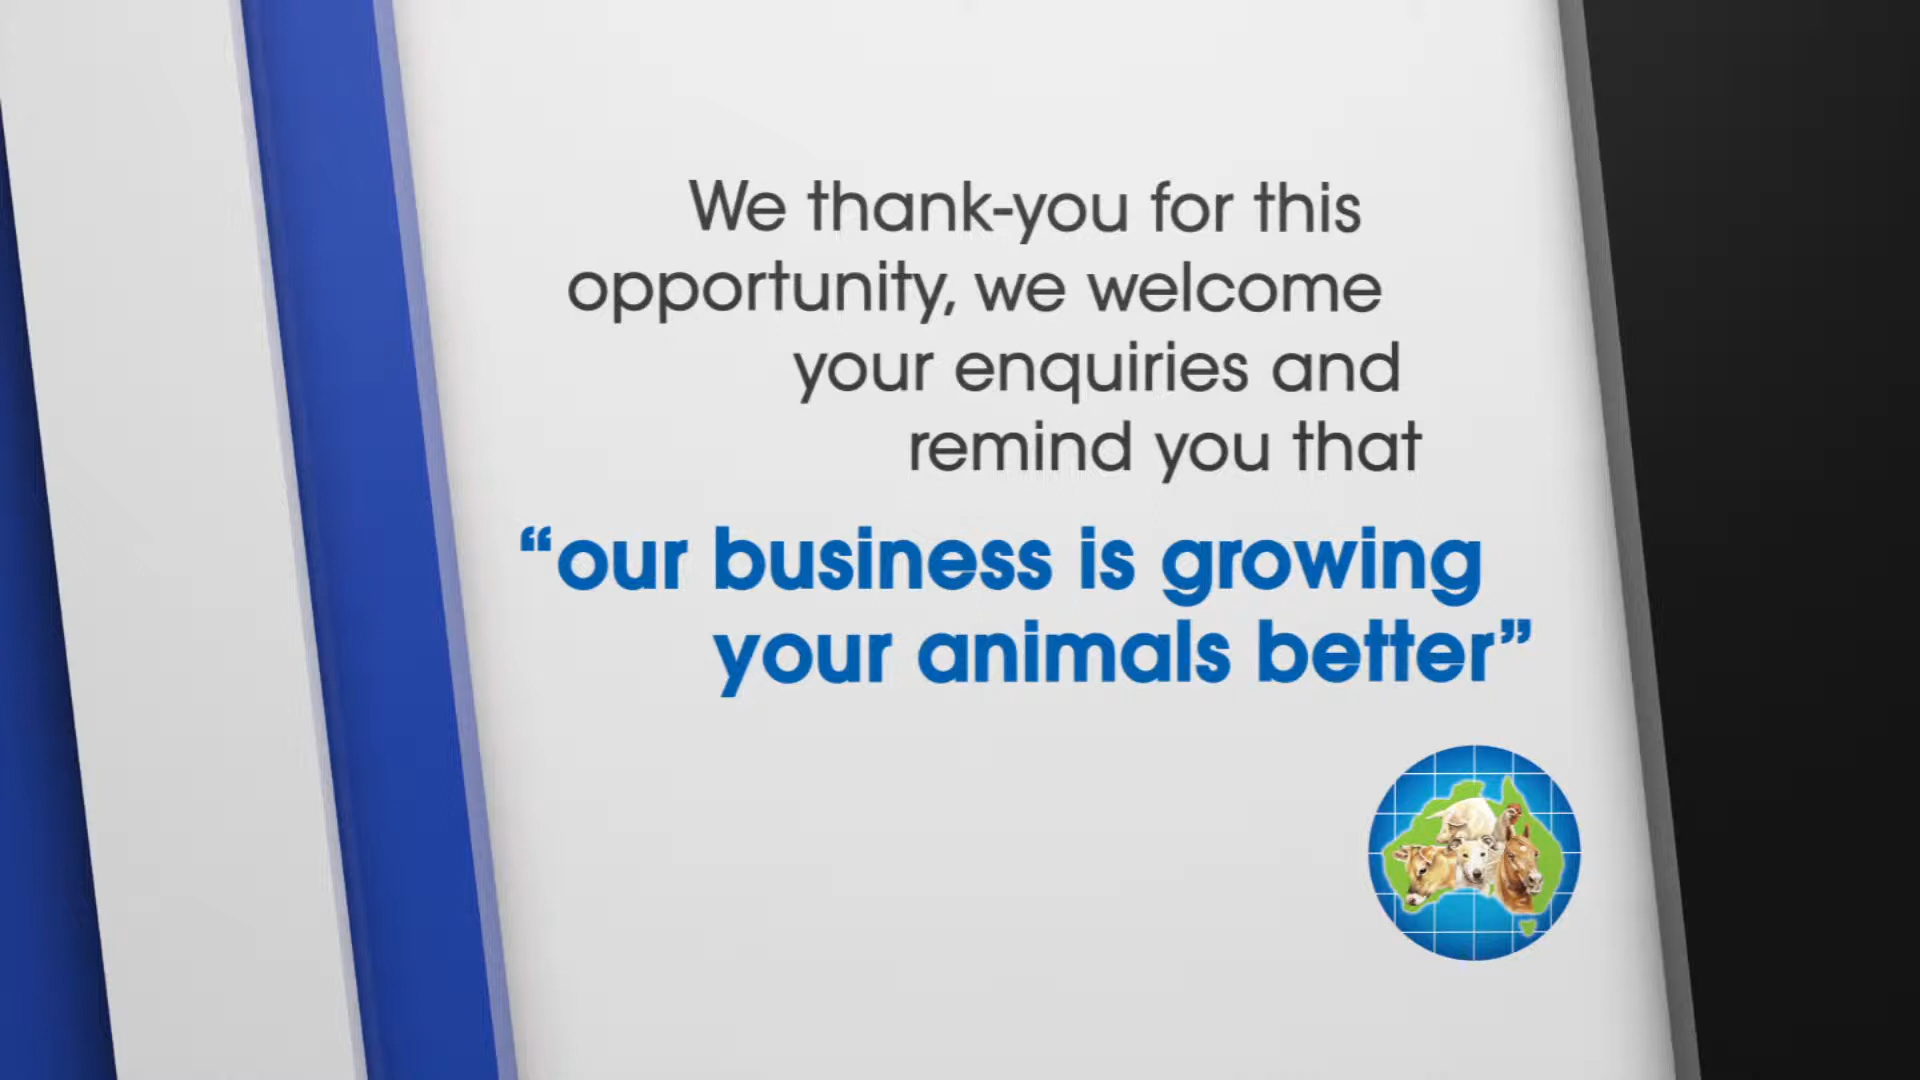 We thank-you for this
opportunity, we welcome
your enquiries and
remind you that
“our business is growing
your animals better”